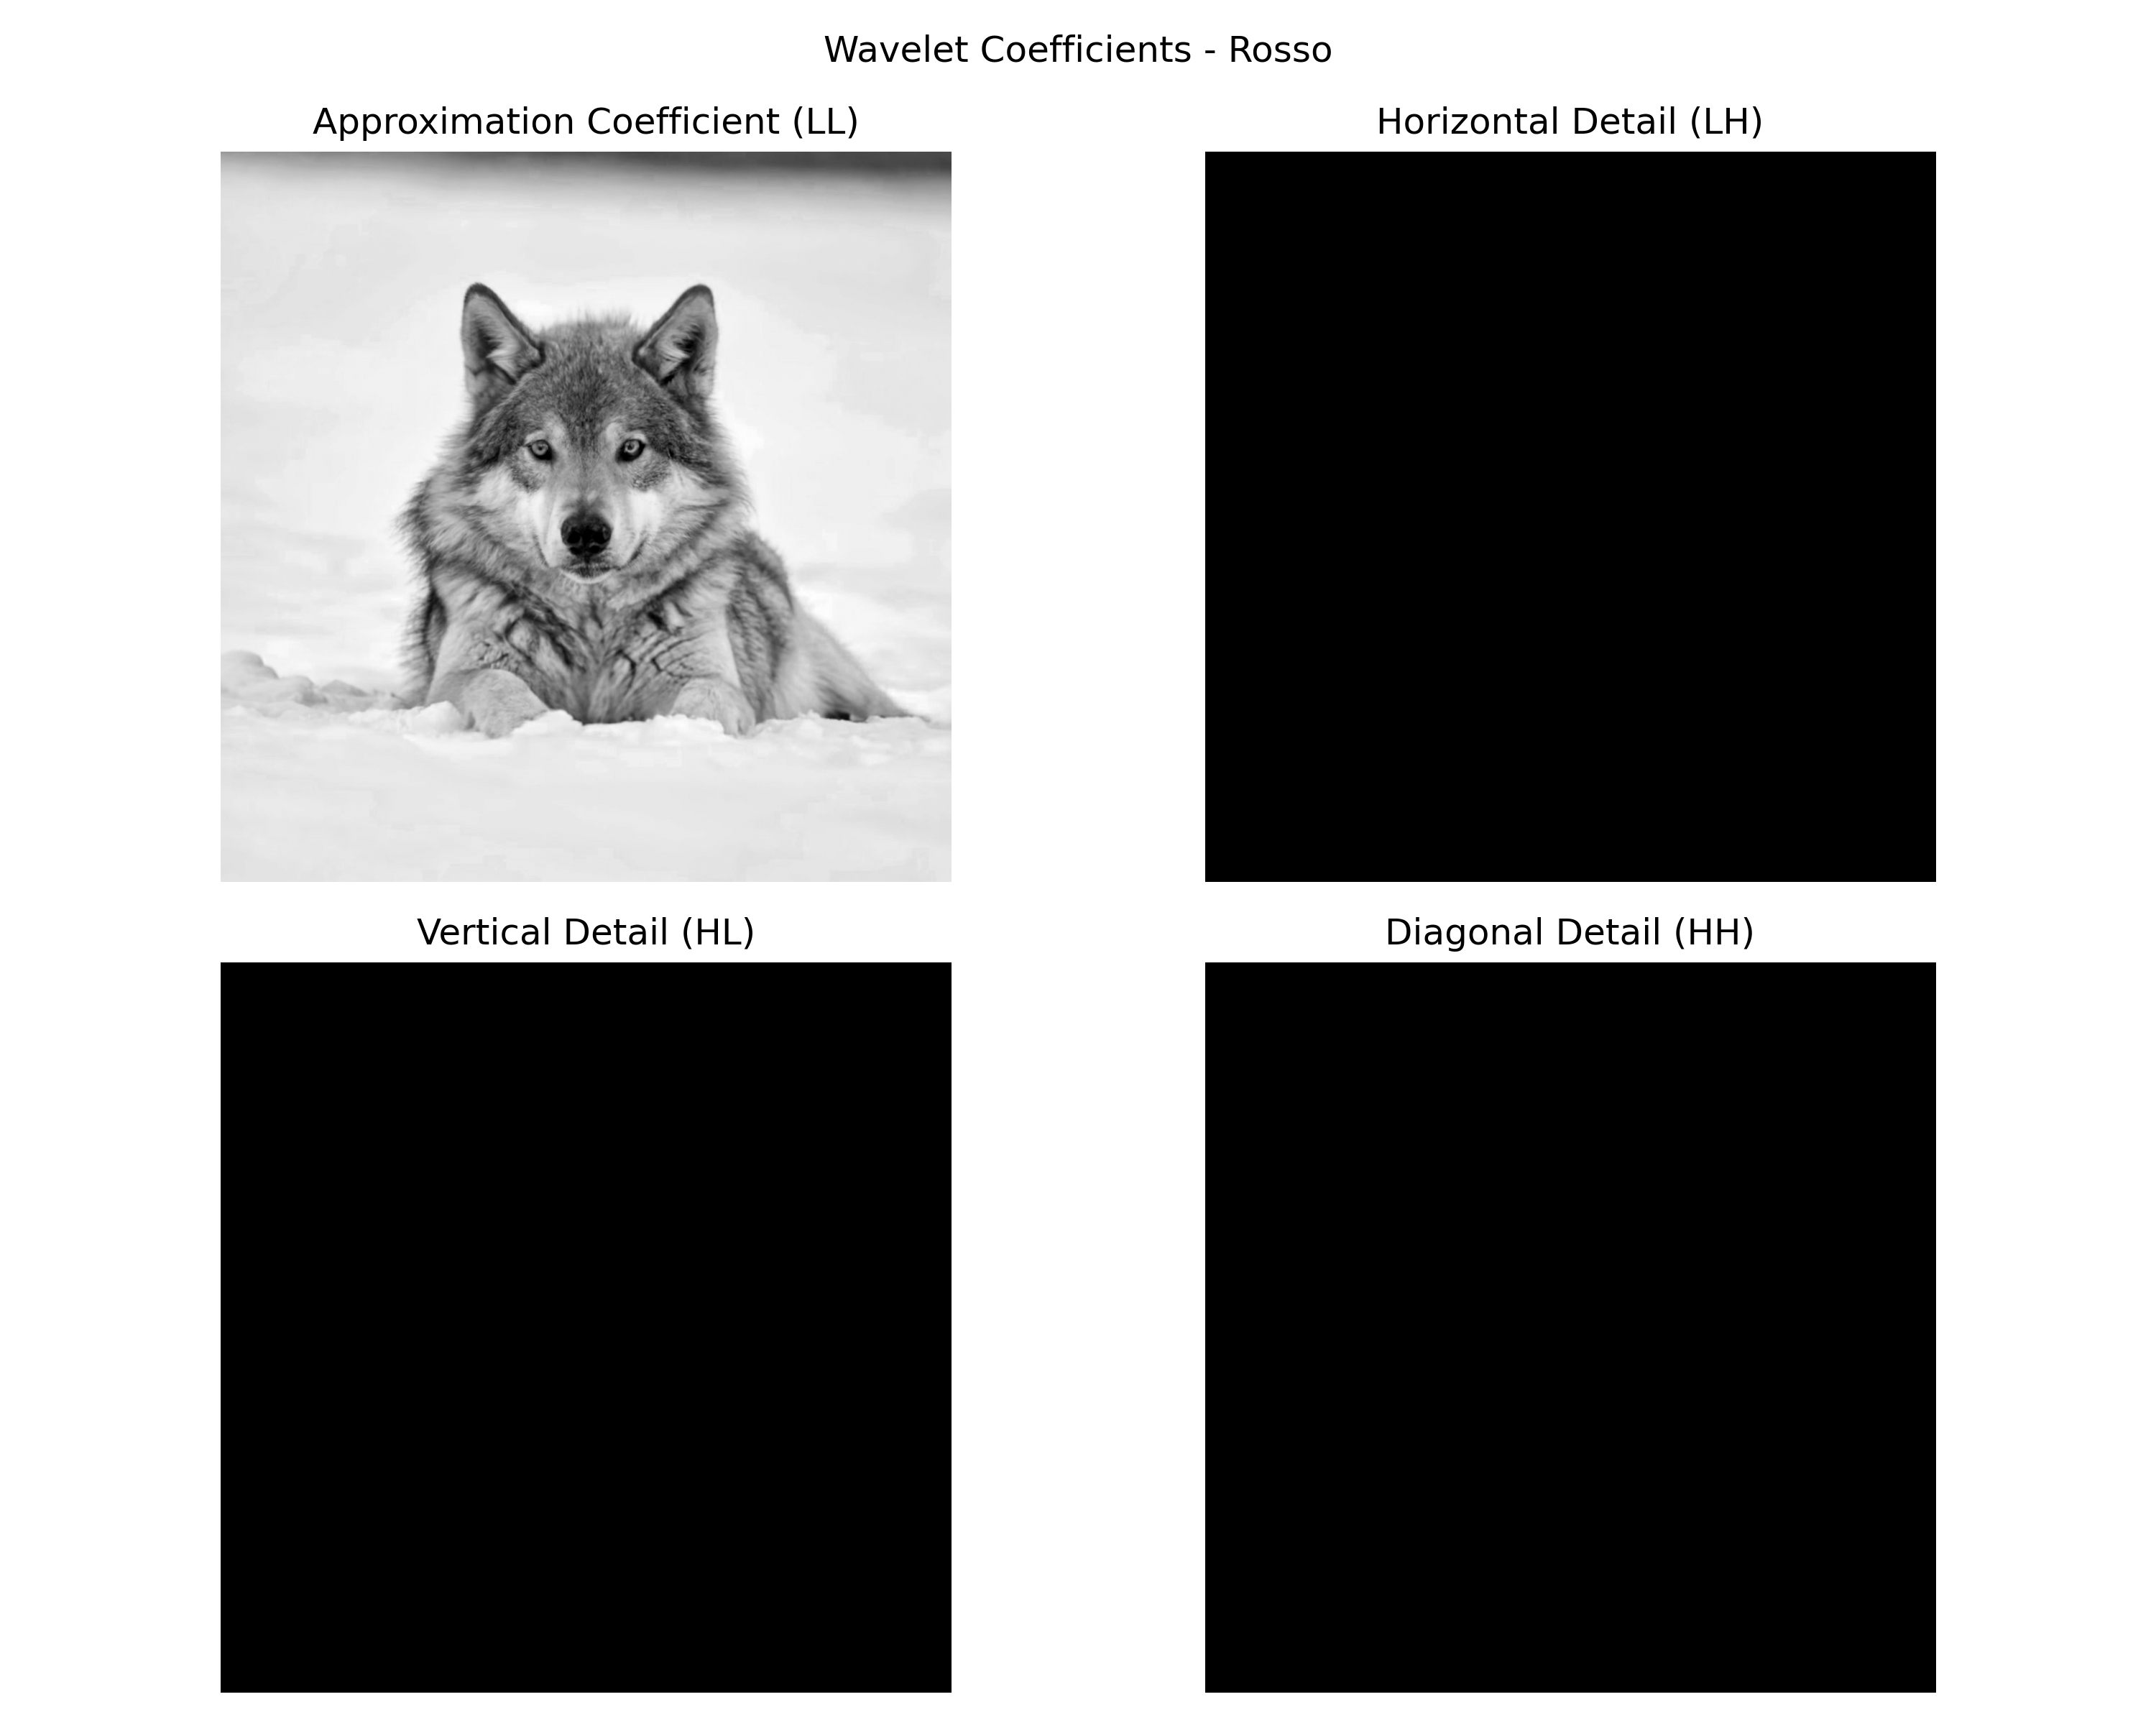 Wavelet Coefficients - Rosso
Approximation Coefficient (LL)
Horizontal Detail (LH)
Vertical Detail (HL)
Diagonal Detail (HH)